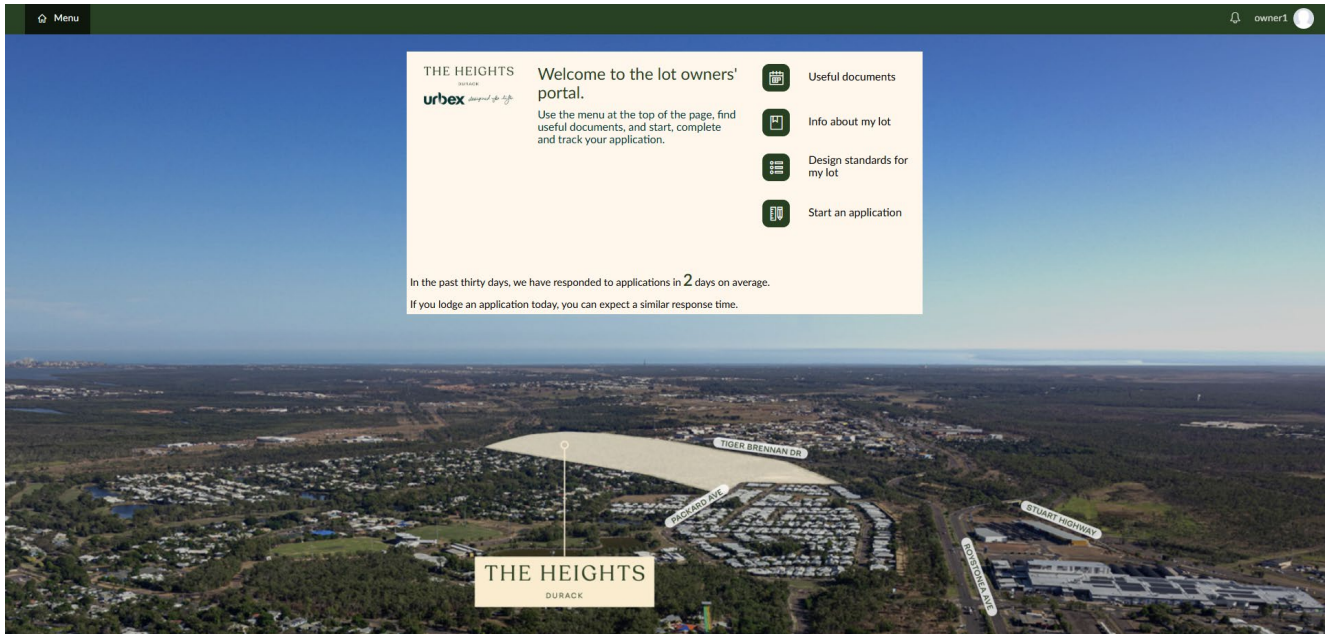 Menu
owner1
THE HEIGHTS
DURACK
urbex designed for life
Welcome to the lot owners'
portal.
Use the menu at the top of the page, find
useful documents, and start, complete
and track your application.
Useful documents
Info about my lot
Design standards for
my lot
Start an application
In the past thirty days, we have responded to applications in 2 days on average.
If you lodge an application today, you can expect a similar response time.
TIGER BRENNAN DR
PACKARD AVE
STUART HIGHWAY
ROYSTONEA AVE
THE HEIGHTS
DURACK